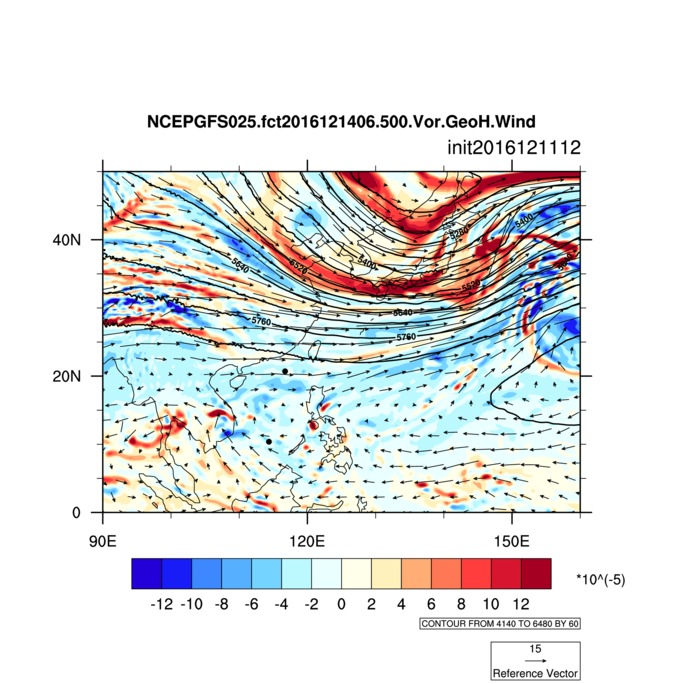 NCEPGFS025.fct2016121406.500.Vor.GeoH.Wind
init2016121112
40N
20N
0
90E 120E 150E
5640
5520
5400
5280
5400
5520
5640
5760
5760
-12 -10 -8 -6 -4 -2 0 2 4 6 8 10 12
*10^(-5)
CONTOUR FROM 4140 TO 6480 BY 60
15
Reference Vector